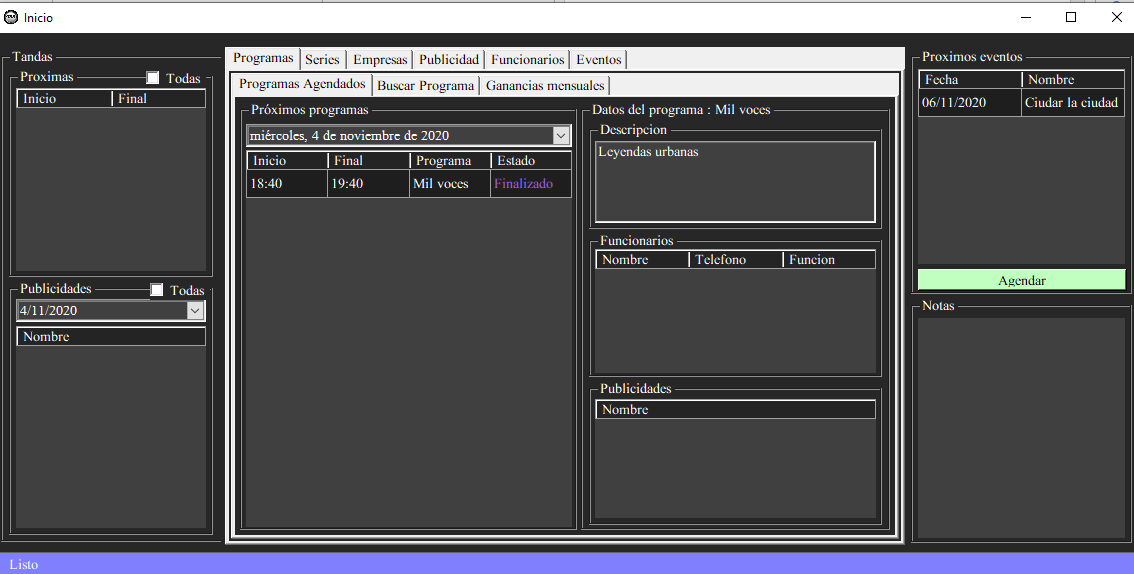 Inicio
Tandas
Proximas
Todas
Inicio Final
Publicidades
Todas
4/11/2020
Nombre
Programas Series Empresas Publicidad Funcionarios Eventos
Programas Agendados Buscar Programa Ganancias mensuales
Próximos programas
miércoles, 4 de noviembre de 2020
Inicio Final Programa Estado
18:40 19:40 Mil voces Finalizado
Datos del programa : Mil voces
Descripcion
Leyendas urbanas
Funcionarios
Nombre Telefono Funcion
Publicidades
Nombre
Proximos eventos
Fecha Nombre
06/11/2020 Ciudar la ciudad
Agendar
Notas
Listo